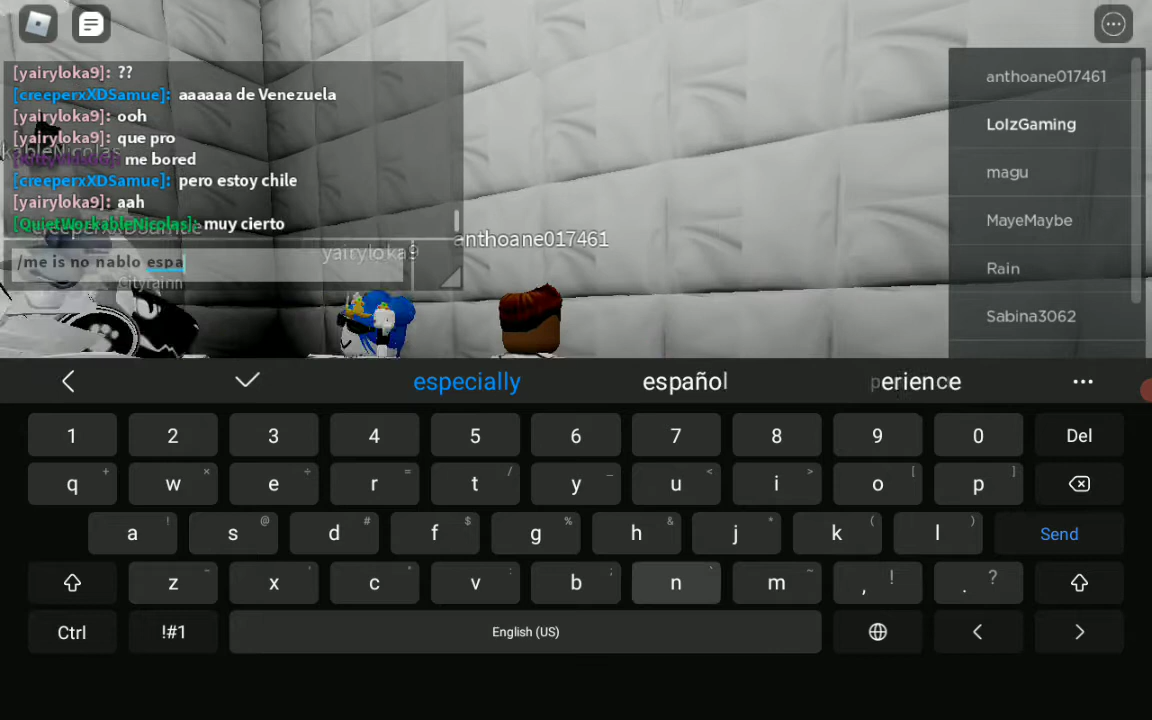 [yairyloka9]: ??
[creeperxXDSamue]: aaaaaa de Venezuela
[yairyloka9]: ooh
[yairyloka9]: que pro
me bored
[creeperxXDSamue]: pero estoy chile
[yairyloka9]: aah
[QuietWorkableNicolas]: muy cierto
/me is no nablo espa
yairyloka9
anthoane017461
@cityrainn
anthoane017461
LolzGaming
magu
MayeMaybe
Rain
Sabina3062
especially español perience
1 2 3 4 5 6 7 8 9 0 Del
q + w × e ÷ r = t / y _ u < i > o [ p ]
a ! s @ d # f $ g % h & j * k ( l ) Send
z x c v : b ; n m , ! . ?
Ctrl !#1 English (US)